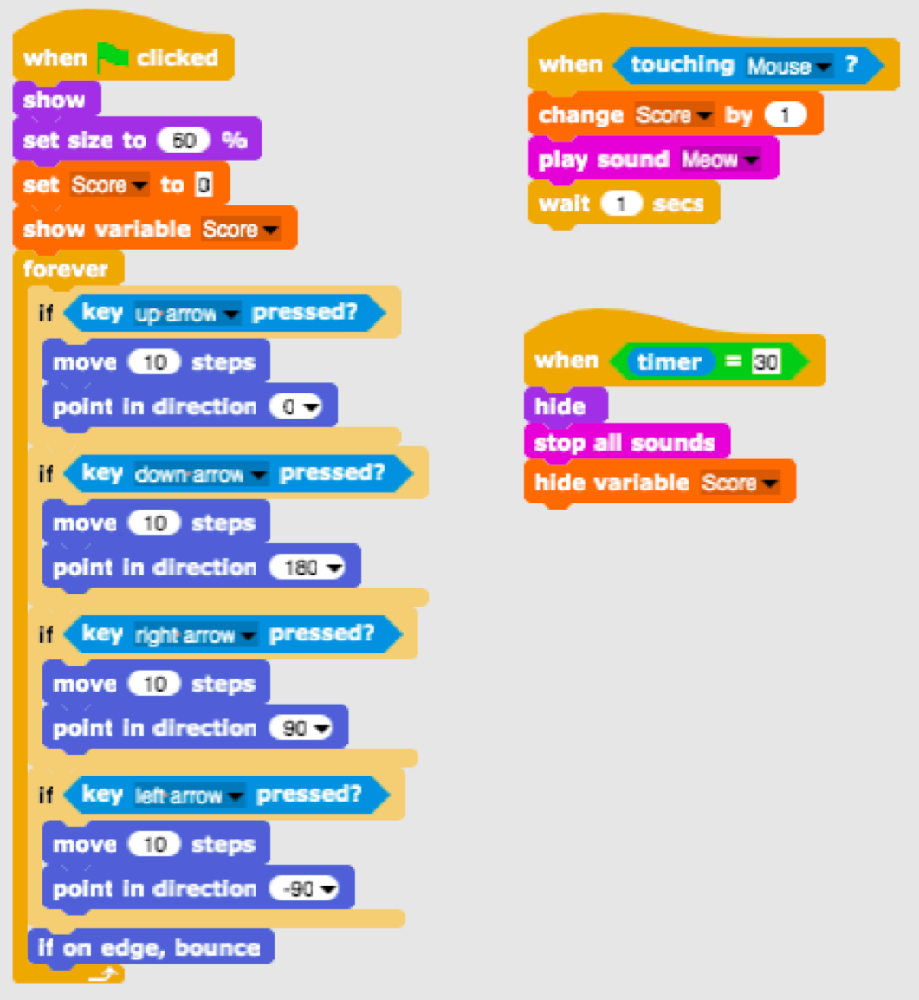 when clicked
show
set size to 60 %
set Score to 0
show variable Score
forever
if key up arrow pressed?
move 10 steps
point in direction 0
if key down arrow pressed?
move 10 steps
point in direction 180
if key right arrow pressed?
move 10 steps
point in direction 90
if key left arrow pressed?
move 10 steps
point in direction -90
if on edge, bounce
when touching Mouse ?
change Score by 1
play sound Meow
wait 1 secs
when timer = 30
hide
stop all sounds
hide variable Score